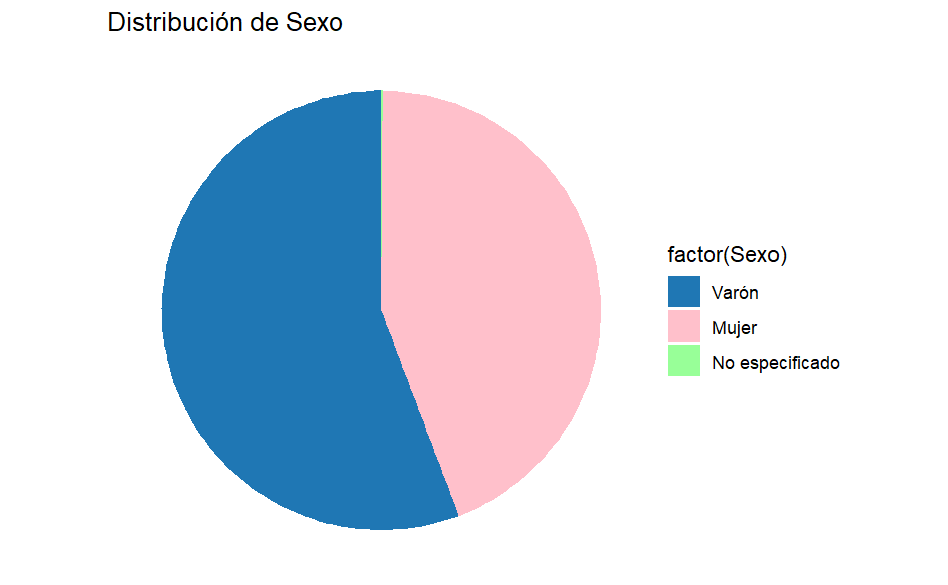 Distribución de Sexo
factor(Sexo)
Varón
Mujer
No especificado